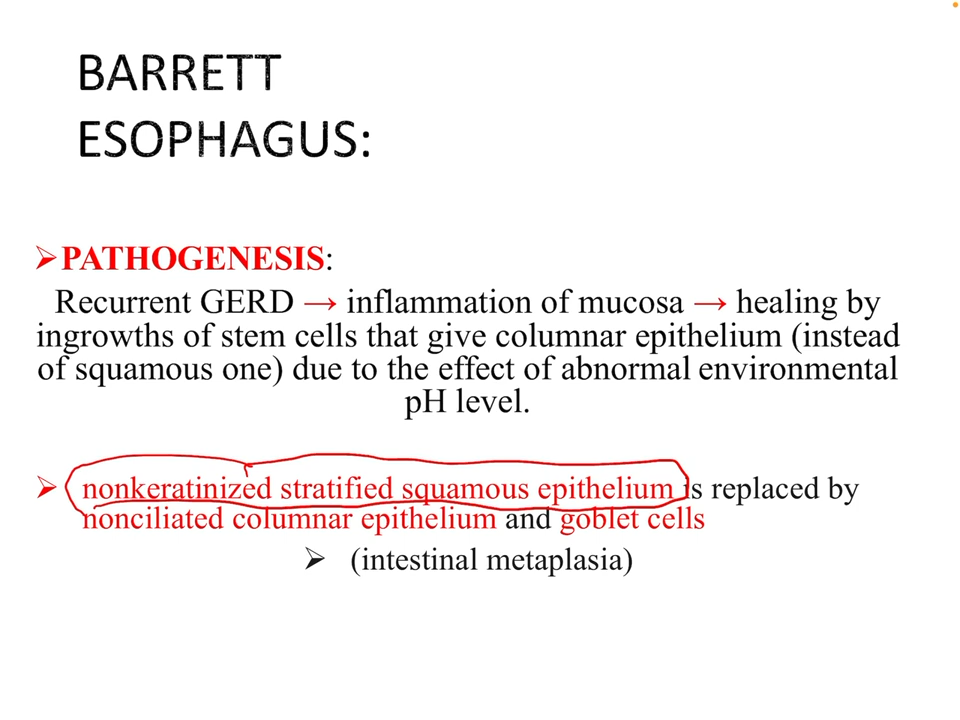 BARRETT
ESOPHAGUS:
➢PATHOGENESIS:
Recurrent GERD → inflammation of mucosa → healing by
ingrowths of stem cells that give columnar epithelium (instead
of squamous one) due to the effect of abnormal environmental
pH level.
➢ nonkeratinized stratified squamous epithelium is replaced by
nonciliated columnar epithelium and goblet cells
➢ (intestinal metaplasia)